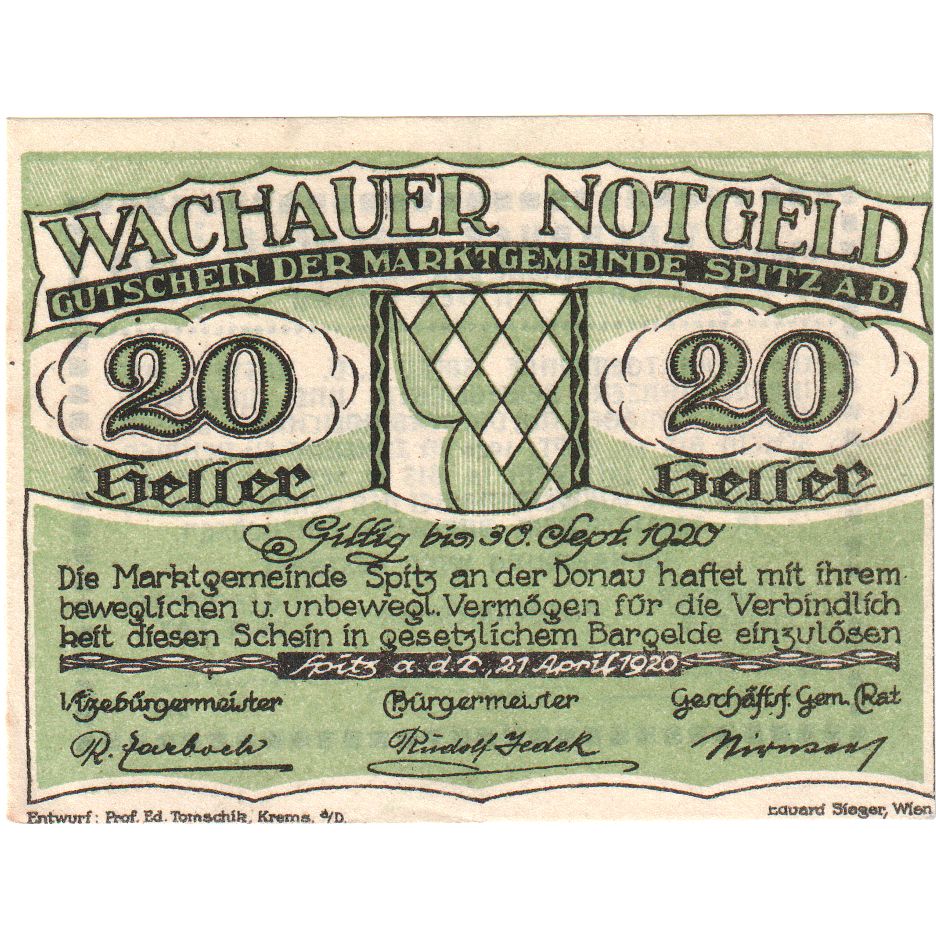 WACHAUER NOTGELD
GUTSCHEIN DER MARKTGEMEINDE SPITZ A.D.
20 20
Heller Heller
Giltig bis 30. Sept. 1920
Die Marktgemeinde Spitz an der Donau haftet mit ihrem
beweglichen u. unbewegl. Vermögen für die Verbindlich
keit diesen Schein in gesetzlichem Bargelde einzulösen
Spitz a.d.D., 21 April 1920
Vizebürgermeister Bürgermeister Geschäftsf. Gem. Rat
R. Rudolf
Entwurf: Prof. Ed. Tomschik, Krems, a/D. Eduard Sieger, Wien